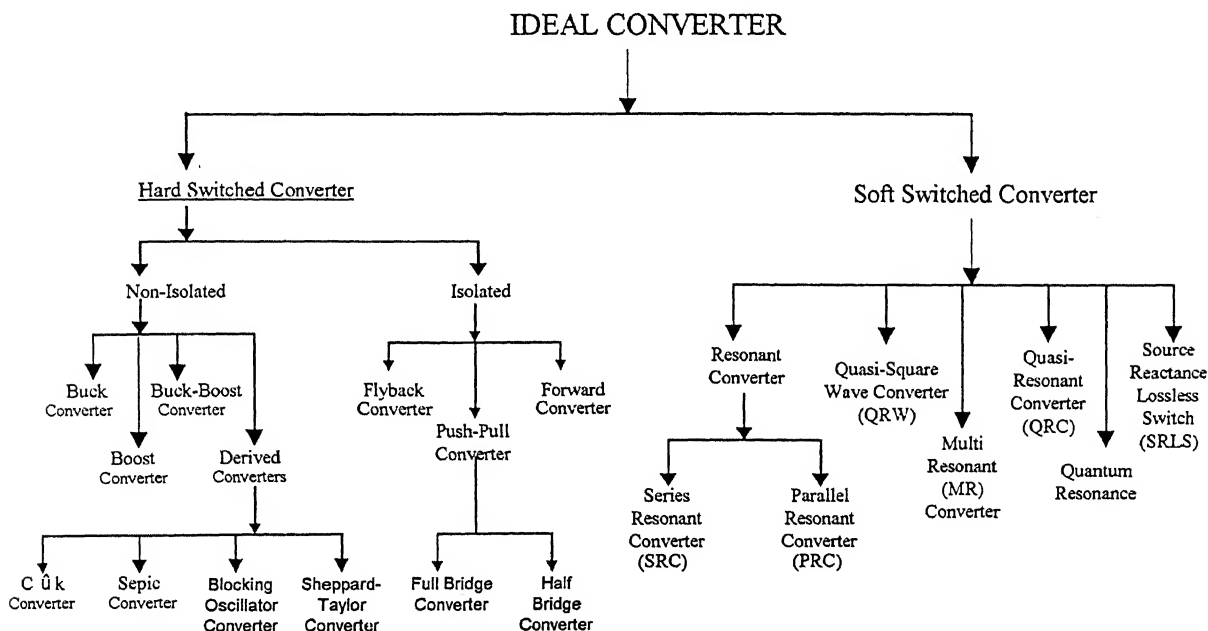 IDEAL CONVERTER
Hard Switched Converter
Soft Switched Converter
Non-Isolated
Isolated
Buck
Converter
Buck-Boost
Converter
Boost
Converter
Derived
Converters
Flyback
Converter
Forward
Converter
Push-Pull
Converter
Resonant
Converter
Quasi-Square
Wave Converter
(QRW)
Multi
Resonant
(MR)
Converter
Quasi-
Resonant
Converter
(QRC)
Quantum
Resonance
Source
Reactance
Lossless
Switch
(SRLS)
Series
Resonant
Converter
(SRC)
Parallel
Resonant
Converter
(PRC)
C û k
Converter
Sepic
Converter
Blocking
Oscillator
Converter
Sheppard-
Taylor
Converter
Full Bridge
Converter
Half
Bridge
Converter